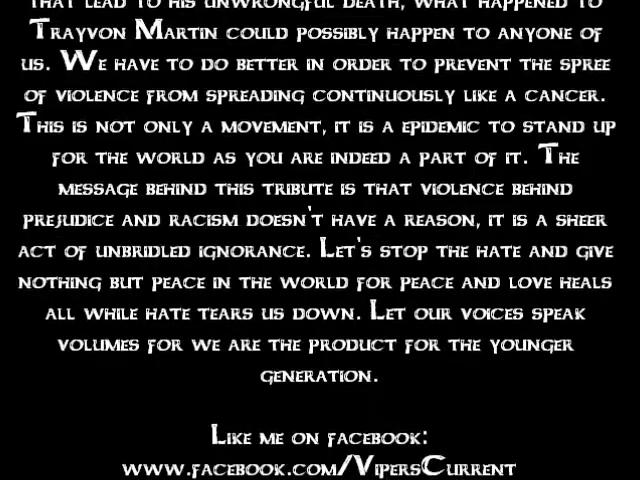 THAT LEAD TO HIS UNWRONGFUL DEATH, WHAT HAPPENED TO
TRAYVON MARTIN COULD POSSIBLY HAPPEN TO ANYONE OF
US. WE HAVE TO DO BETTER IN ORDER TO PREVENT THE SPREE
OF VIOLENCE FROM SPREADING CONTINUOUSLY LIKE A CANCER.
THIS IS NOT ONLY A MOVEMENT, IT IS A EPIDEMIC TO STAND UP
FOR THE WORLD AS YOU ARE INDEED A PART OF IT. THE
MESSAGE BEHIND THIS TRIBUTE IS THAT VIOLENCE BEHIND
PREJUDICE AND RACISM DOESN'T HAVE A REASON, IT IS A SHEER
ACT OF UNBRIDLED IGNORANCE. LET'S STOP THE HATE AND GIVE
NOTHING BUT PEACE IN THE WORLD FOR PEACE AND LOVE HEALS
ALL WHILE HATE TEARS US DOWN. LET OUR VOICES SPEAK
VOLUMES FOR WE ARE THE PRODUCT FOR THE YOUNGER
GENERATION.
LIKE ME ON FACEBOOK:
WWW.FACEBOOK.COM/VIPERSCURRENT